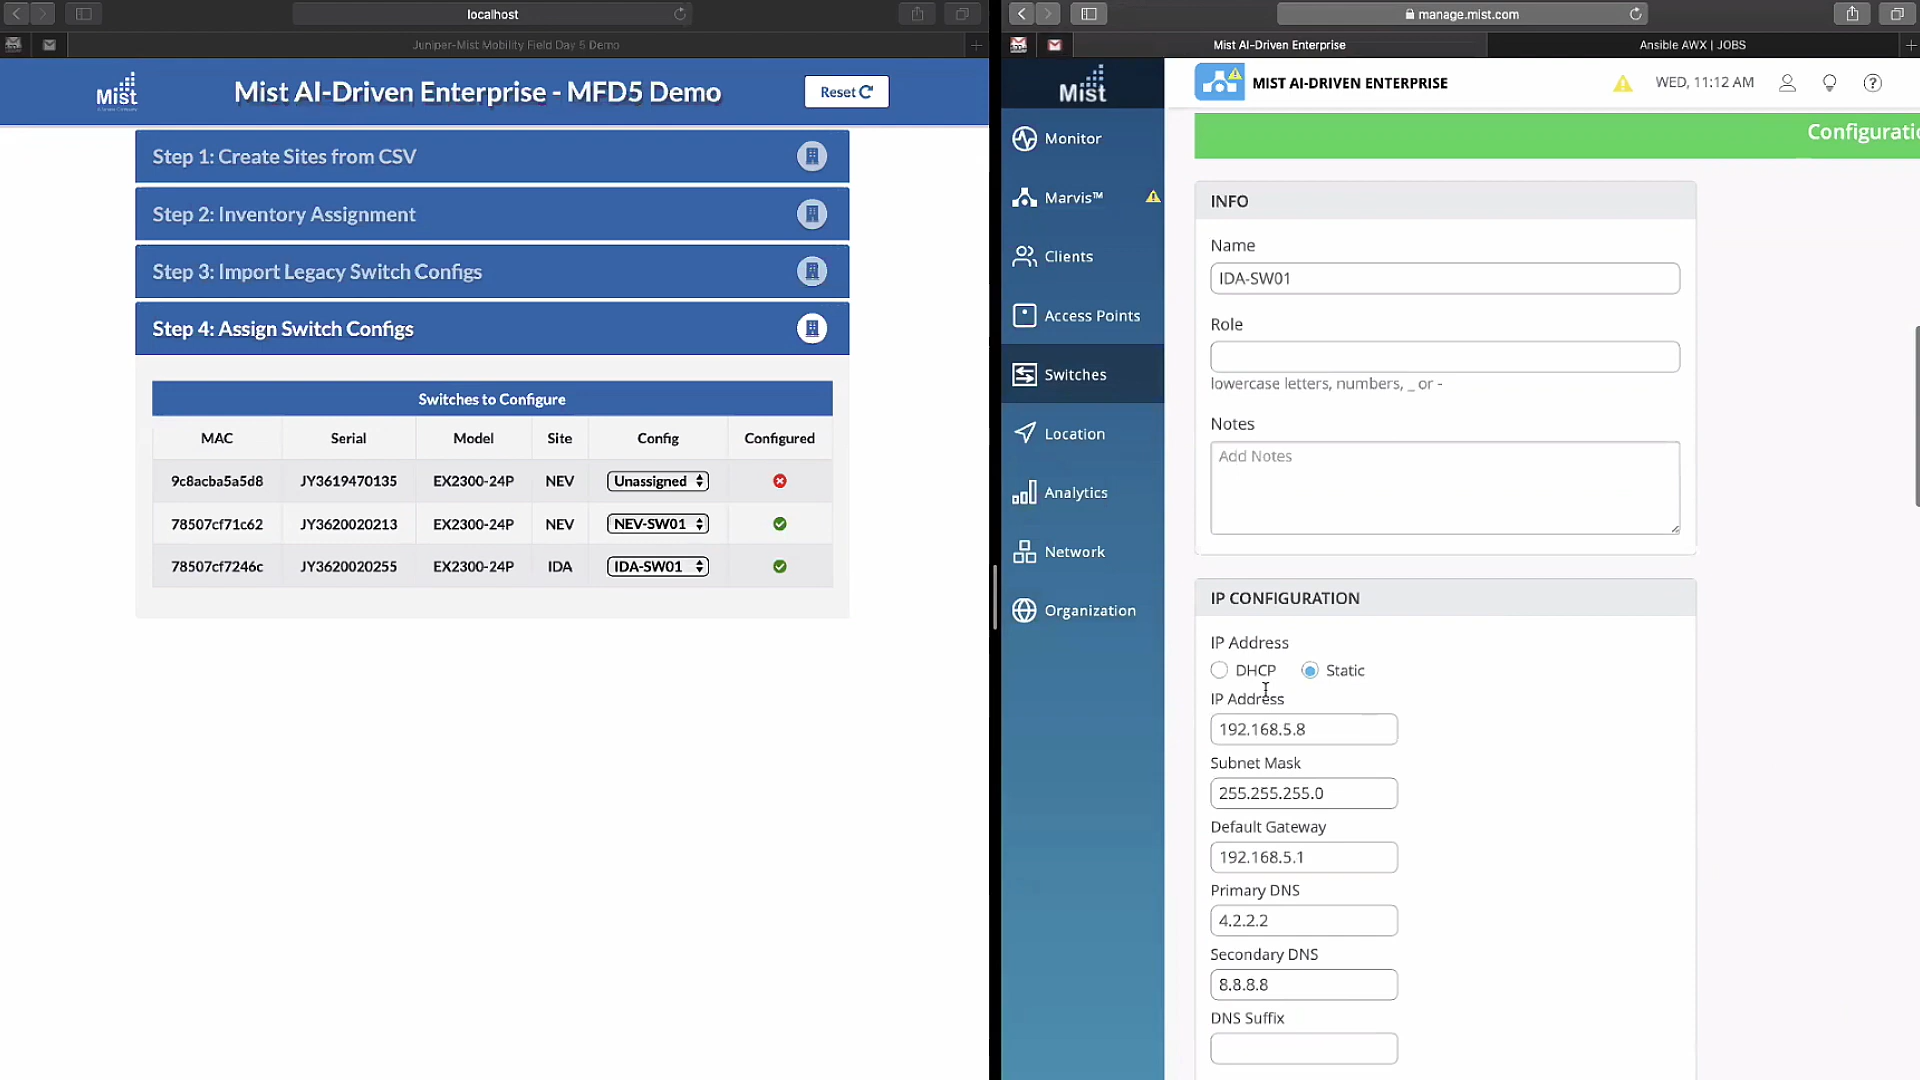 localhost
Juniper-Mist Mobility Field Day 5 Demo
Mist
Mist AI-Driven Enterprise - MFD5 Demo
Reset
Step 1: Create Sites from CSV
Step 2: Inventory Assignment
Step 3: Import Legacy Switch Configs
Step 4: Assign Switch Configs
Switches to Configure
MAC Serial Model Site Config Configured
9c8acba5a5d8 JY3619470135 EX2300-24P NEV Unassigned
78507cf71c62 JY3620020213 EX2300-24P NEV NEV-SW01
78507cf7246c JY3620020255 EX2300-24P IDA IDA-SW01
manage.mist.com
Mist AI-Driven Enterprise
Ansible AWX | JOBS
Mist
MIST AI-DRIVEN ENTERPRISE
WED, 11:12 AM
Monitor
Marvis™
Clients
Access Points
Switches
Location
Analytics
Network
Organization
Configuratio
INFO
Name
IDA-SW01
Role
lowercase letters, numbers, _ or -
Notes
Add Notes
IP CONFIGURATION
IP Address
DHCP Static
IP Address
192.168.5.8
Subnet Mask
255.255.255.0
Default Gateway
192.168.5.1
Primary DNS
4.2.2.2
Secondary DNS
8.8.8.8
DNS Suffix